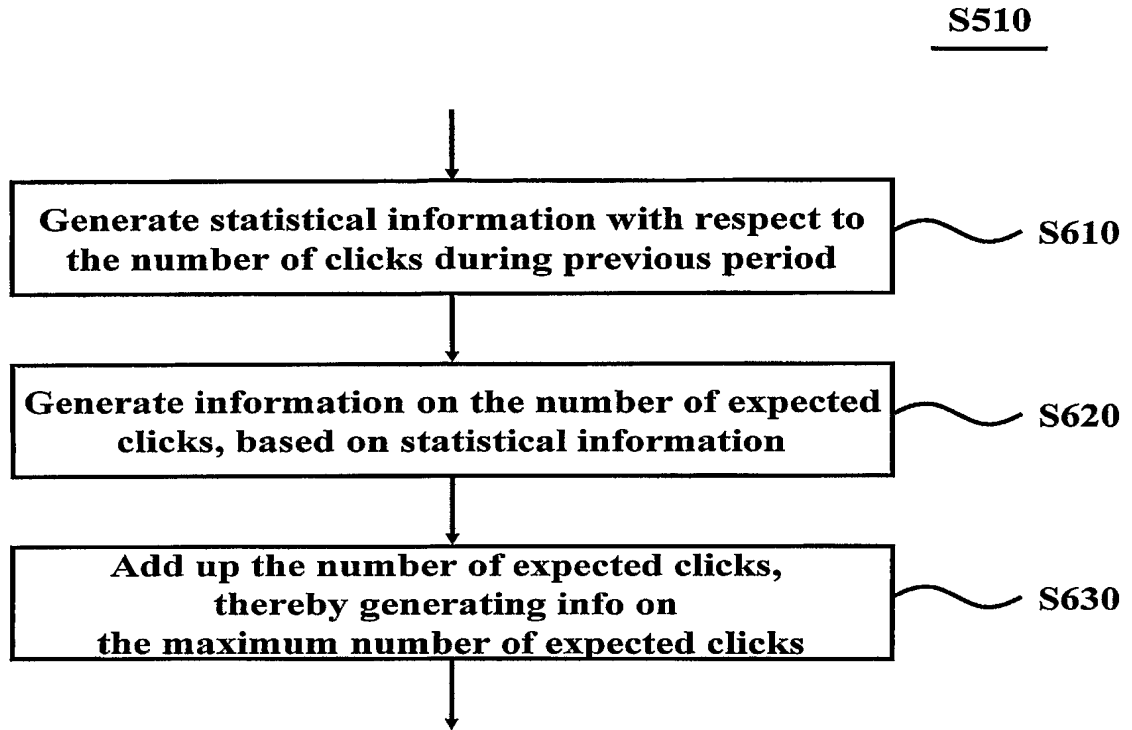 S510
Generate statistical information with respect to
the number of clicks during previous period
S610
Generate information on the number of expected
clicks, based on statistical information
S620
Add up the number of expected clicks,
thereby generating info on
the maximum number of expected clicks
S630